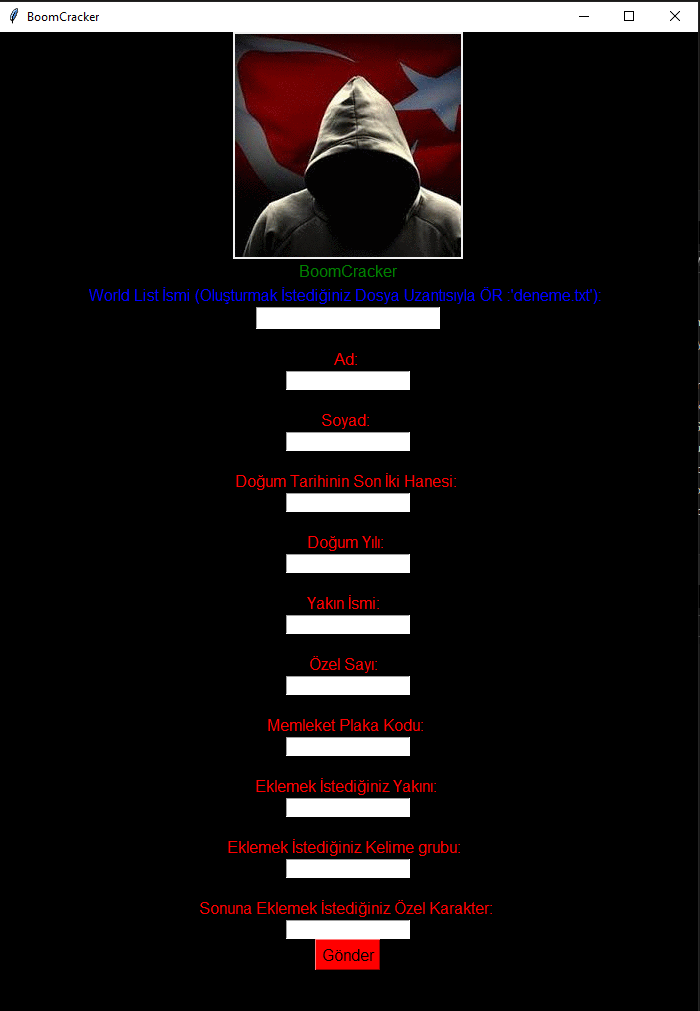 BoomCracker
BoomCracker
World List İsmi (Oluşturmak İstediğiniz Dosya Uzantısıyla ÖR :'deneme.txt'):
Ad:
Soyad:
Doğum Tarihinin Son İki Hanesi:
Doğum Yılı:
Yakın İsmi:
Özel Sayı:
Memleket Plaka Kodu:
Eklemek İstediğiniz Yakını:
Eklemek İstediğiniz Kelime grubu:
Sonuna Eklemek İstediğiniz Özel Karakter:
Gönder